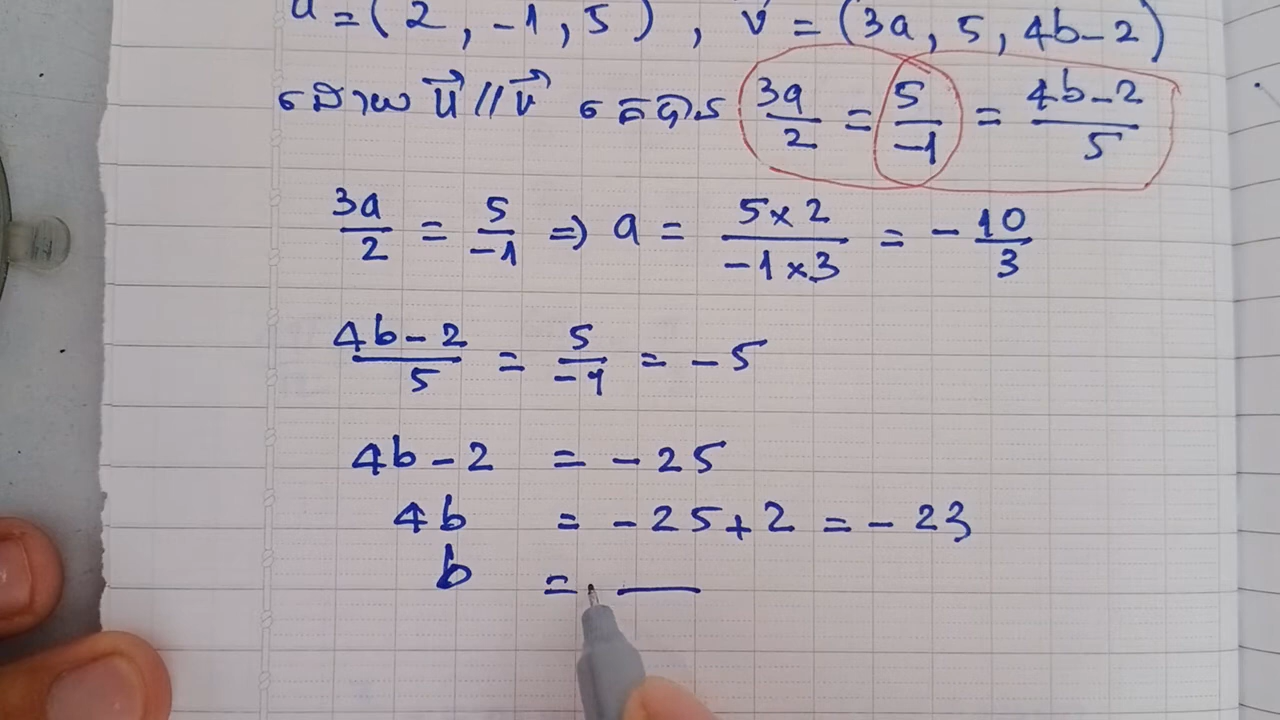 u = (2, -1, 5), v⃗ = (3a, 5, 4b-2)
ដោយ u⃗ // v⃗ គេបាន 3a/2 = 5/-1 = 4b-2/5
3a/2 = 5/-1 ⇒ a = 5×2/-1×3 = -10/3
4b-2/5 = 5/-1 = -5
4b-2 = -25
4b = -25+2 = -23
b =